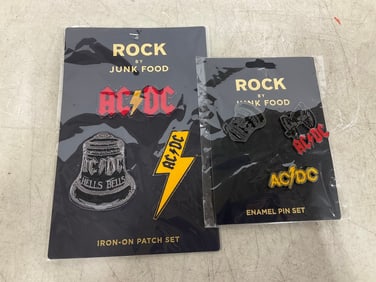 ROCK
BY
JUNK FOOD
AC/DC
AC/DC
HELLS BELLS
AC/DC
IRON-ON PATCH SET
ROCK
BY
JUNK FOOD
AC/DC
AC/DC
ENAMEL PIN SET